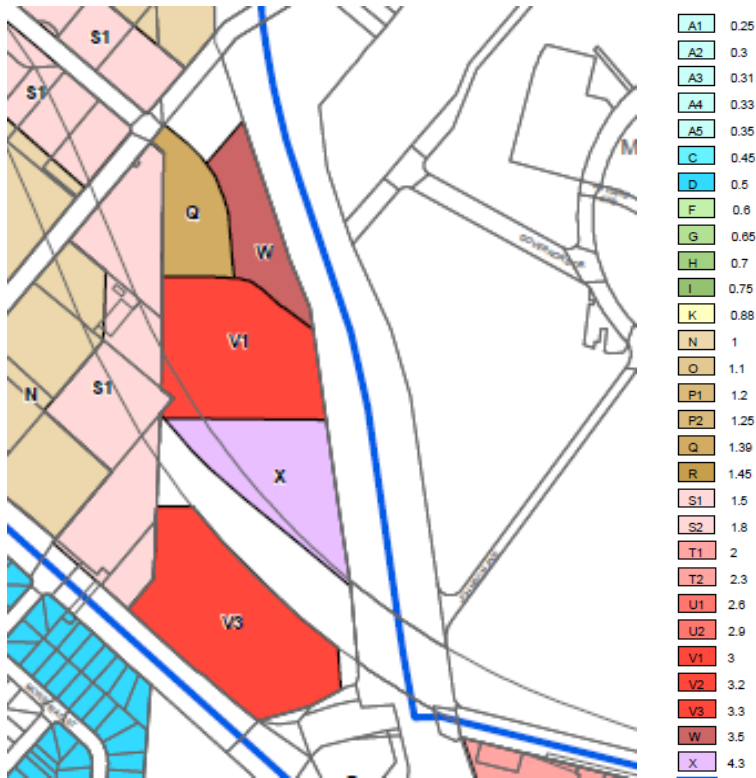 S1
S1
M
Q
W
GOVERNOR DR
V1
N
S1
X
V3
A1 0.25
A2 0.3
A3 0.31
A4 0.33
A5 0.35
C 0.45
D 0.5
F 0.6
G 0.65
H 0.7
I 0.75
K 0.88
N 1
O 1.1
P1 1.2
P2 1.25
Q 1.39
R 1.45
S1 1.5
S2 1.8
T1 2
T2 2.3
U1 2.6
U2 2.9
V1 3
V2 3.2
V3 3.3
W 3.5
X 4.3